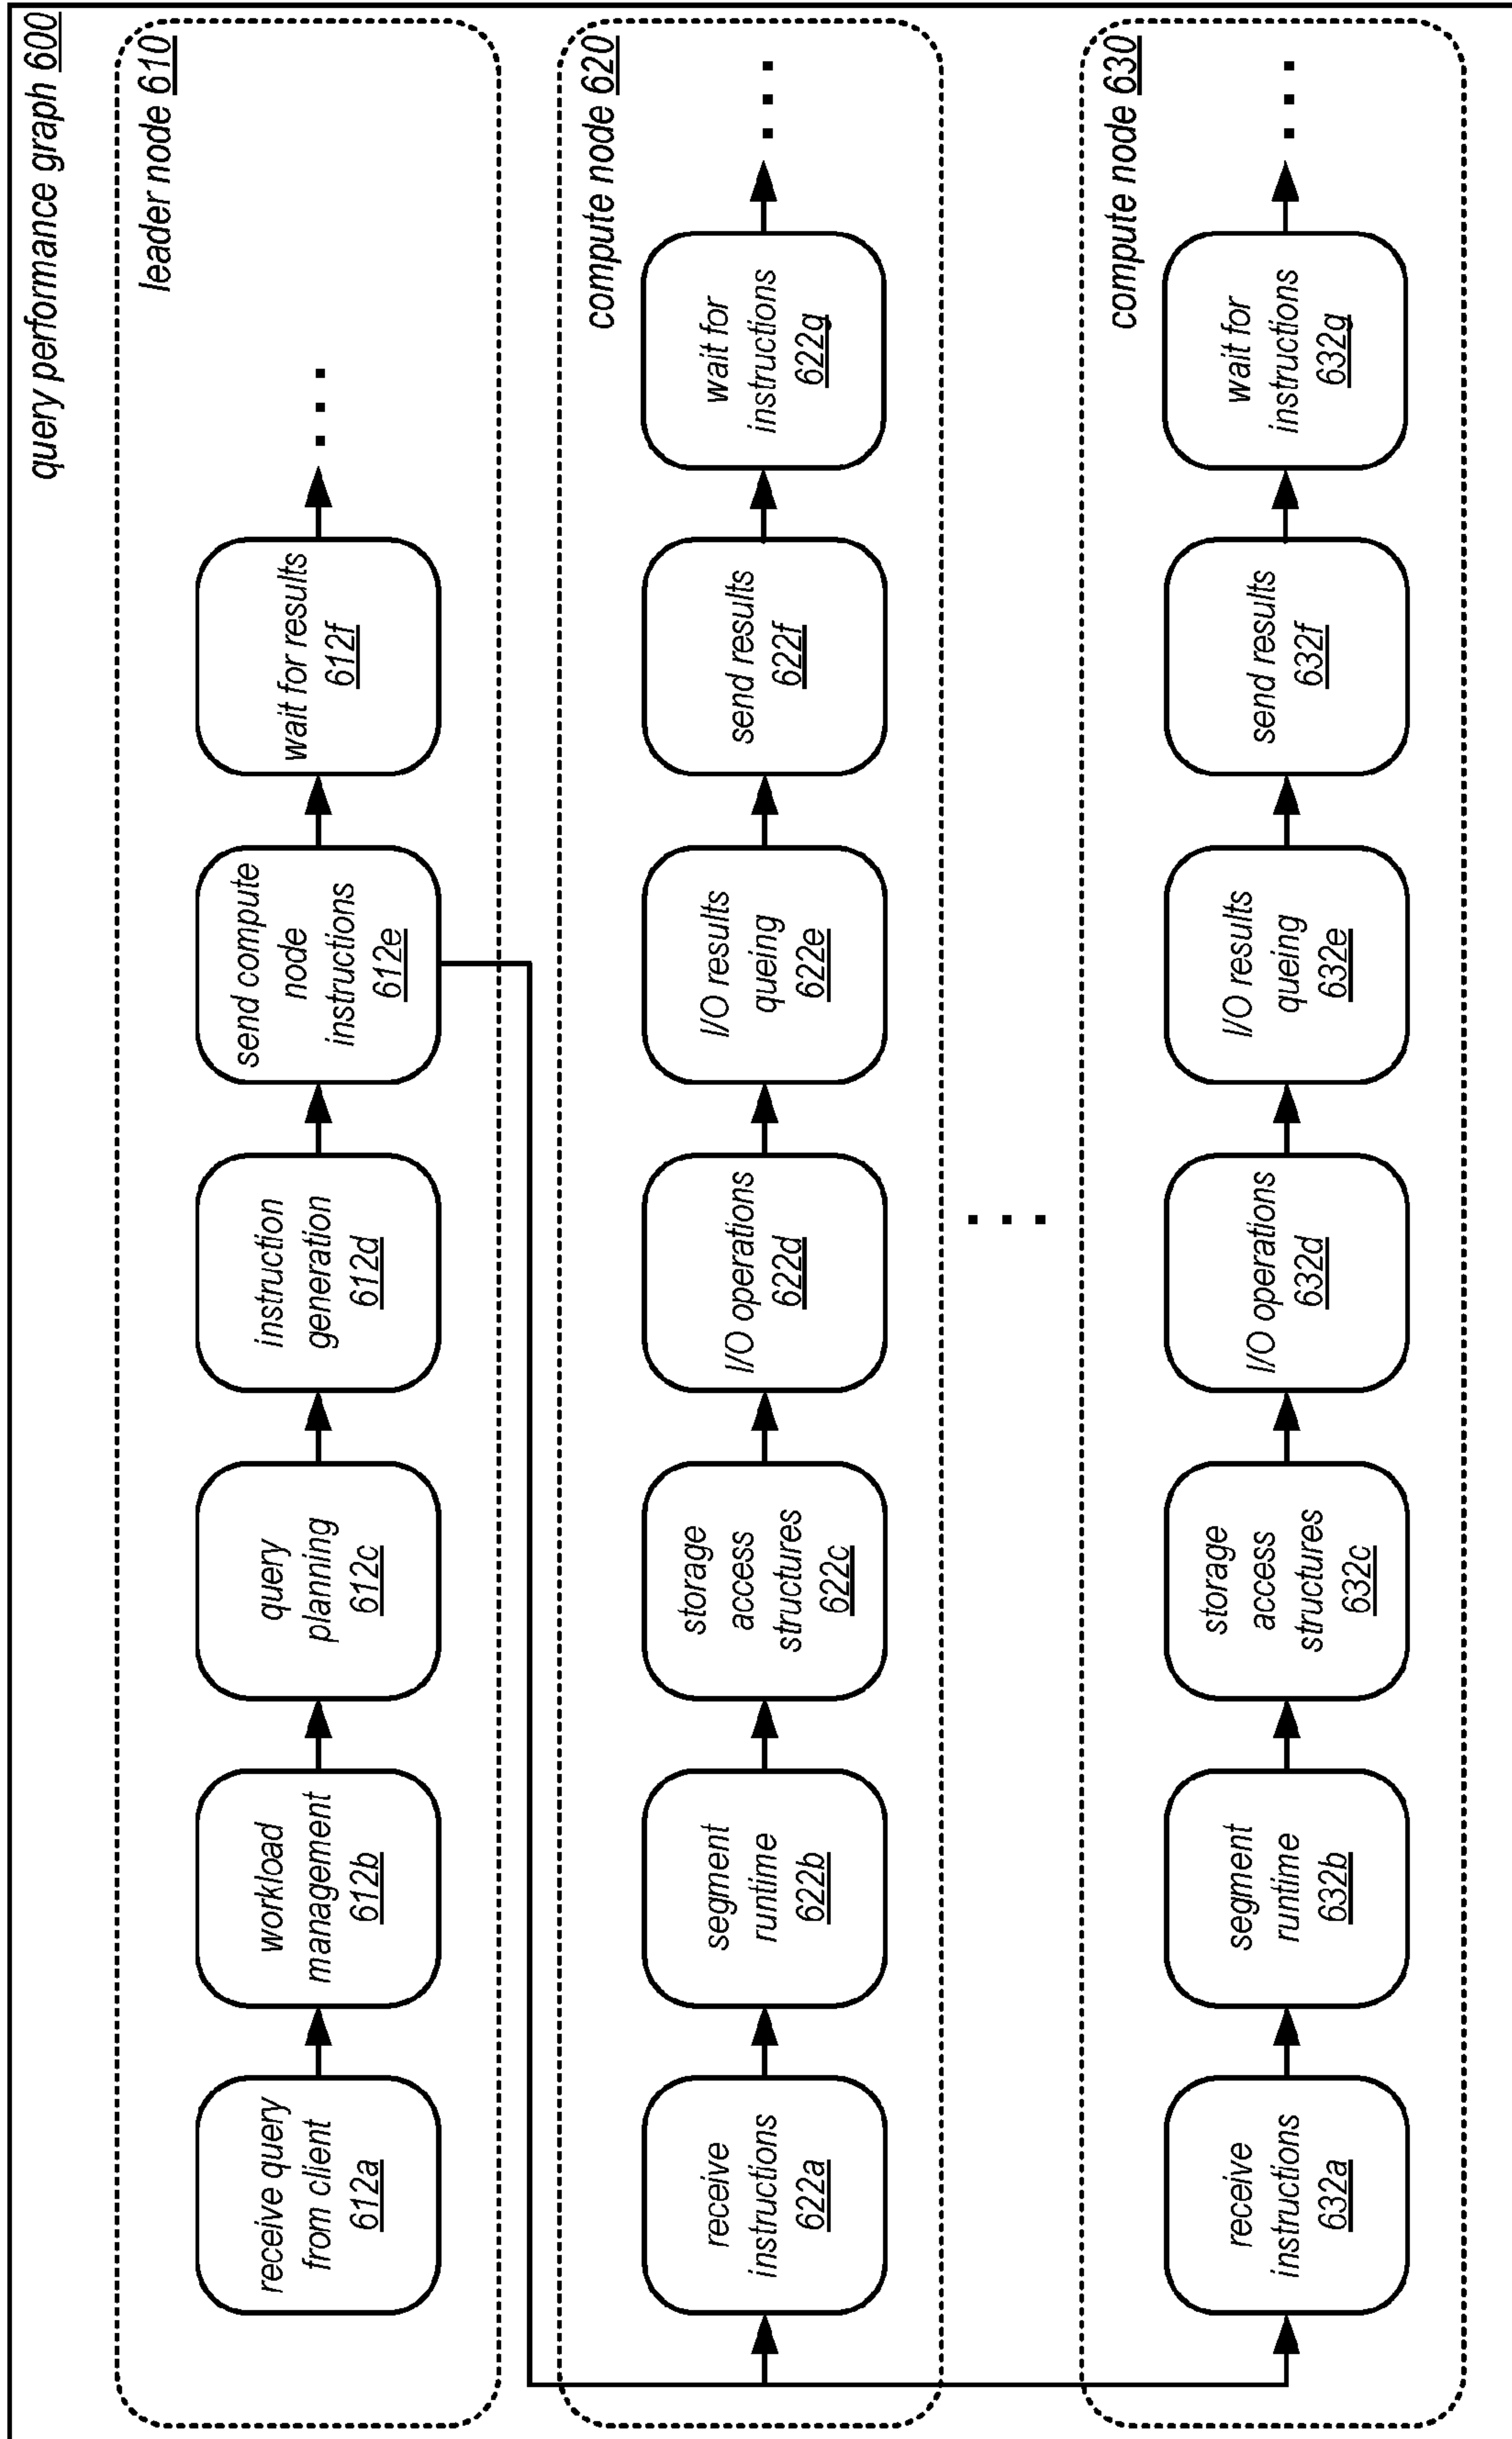 query performance graph 600
leader node 610
receive query
from client
612a
workload
management
612b
query
planning
612c
instruction
generation
612d
send compute
node
instructions
612e
wait for results
612f
compute node 620
receive
instructions
622a
segment
runtime
622b
storage
access
structures
622c
I/O operations
622d
I/O results
queing
622e
send results
622f
wait for
instructions
622g
compute node 630
receive
instructions
632a
segment
runtime
632b
storage
access
structures
632c
I/O operations
632d
I/O results
queing
632e
send results
632f
wait for
instructions
632g